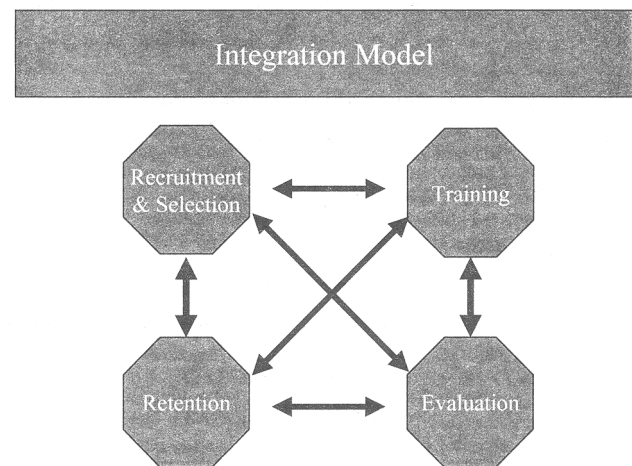 Integration Model
Recruitment
& Selection
Training
Retention
Evaluation